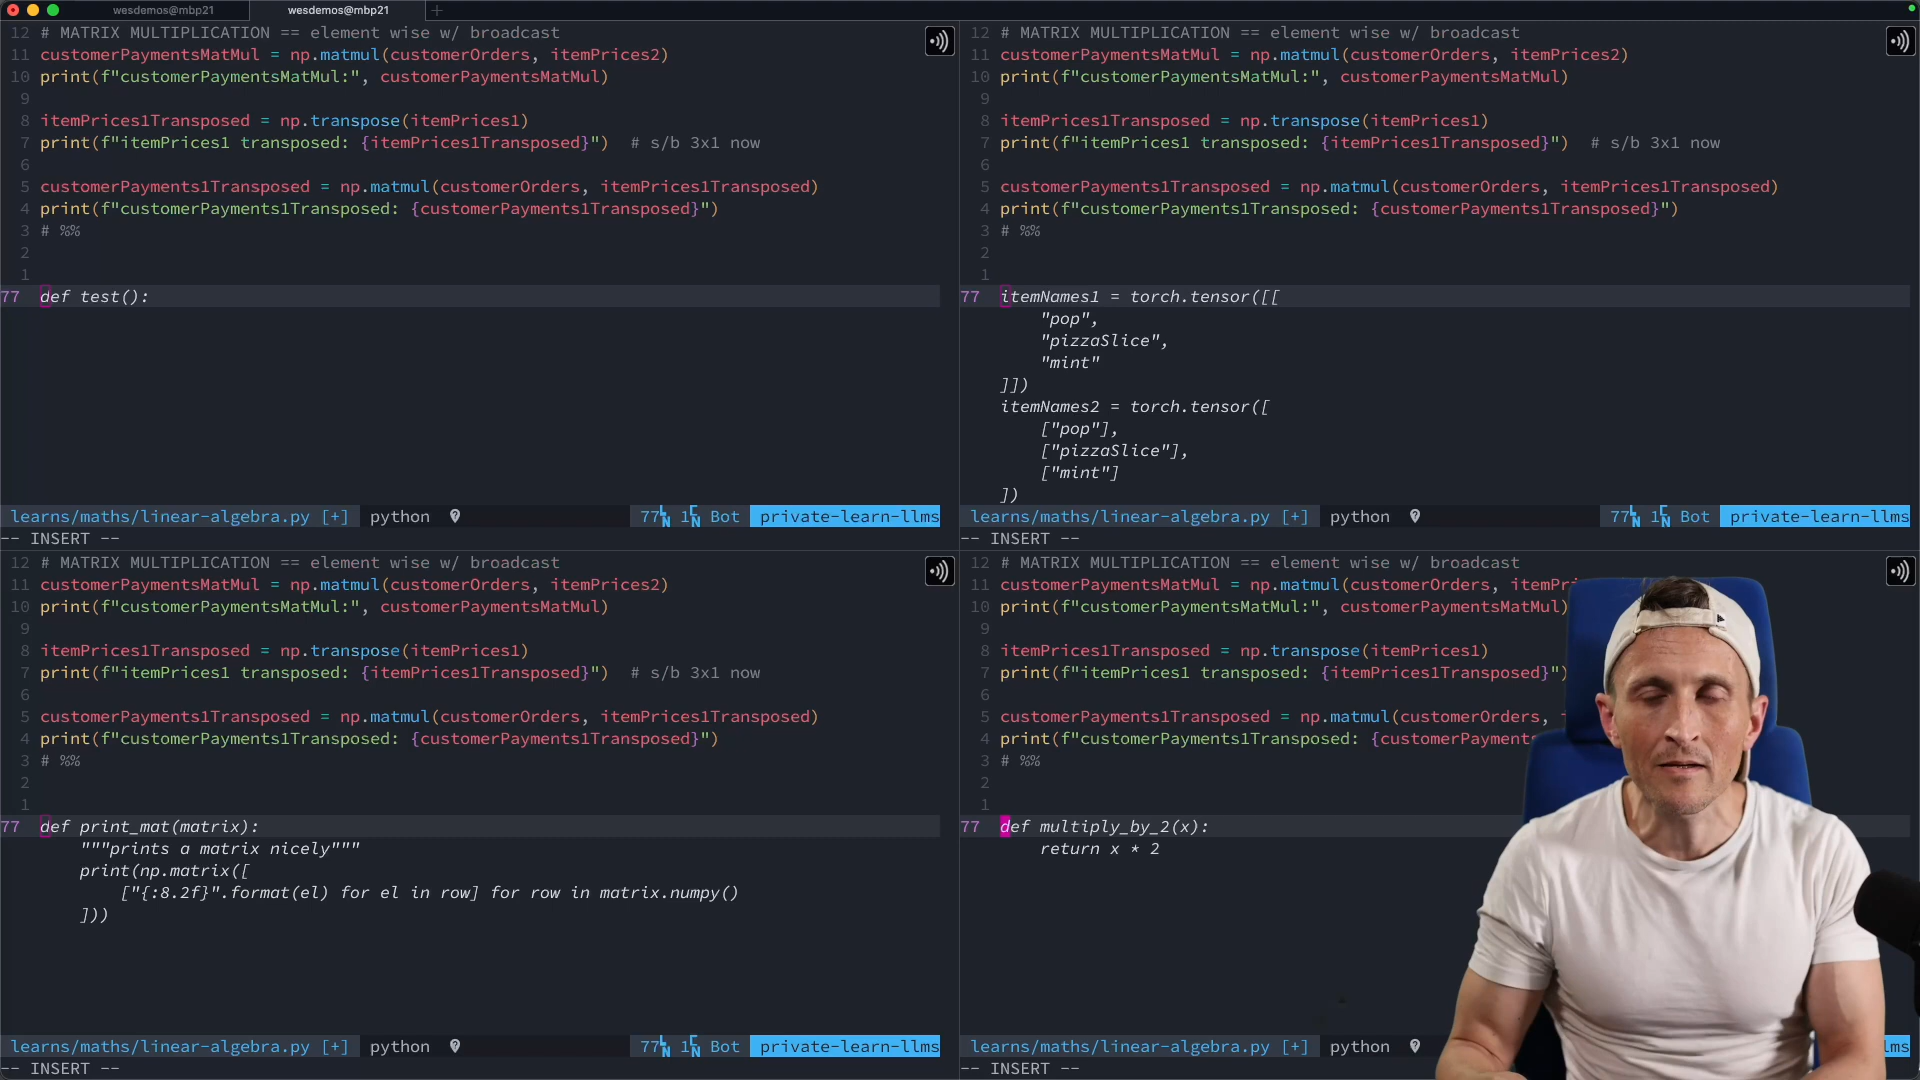 wesdemos@mbp21
wesdemos@mbp21
12 # MATRIX MULTIPLICATION == element wise w/ broadcast
11 customerPaymentsMatMul = np.matmul(customerOrders, itemPrices2)
10 print(f"customerPaymentsMatMul:", customerPaymentsMatMul)
9
8 itemPrices1Transposed = np.transpose(itemPrices1)
7 print(f"itemPrices1 transposed: {itemPrices1Transposed}")  # s/b 3x1 now
6
5 customerPayments1Transposed = np.matmul(customerOrders, itemPrices1Transposed)
4 print(f"customerPayments1Transposed: {customerPayments1Transposed}")
3 # %%
2
1
77 def test():
learns/maths/linear-algebra.py [+] python 77 1 Bot private-learn-llms
-- INSERT --
12 # MATRIX MULTIPLICATION == element wise w/ broadcast
11 customerPaymentsMatMul = np.matmul(customerOrders, itemPrices2)
10 print(f"customerPaymentsMatMul:", customerPaymentsMatMul)
9
8 itemPrices1Transposed = np.transpose(itemPrices1)
7 print(f"itemPrices1 transposed: {itemPrices1Transposed}")  # s/b 3x1 now
6
5 customerPayments1Transposed = np.matmul(customerOrders, itemPrices1Transposed)
4 print(f"customerPayments1Transposed: {customerPayments1Transposed}")
3 # %%
2
1
77 itemNames1 = torch.tensor([[
"pop",
"pizzaSlice",
"mint"
]])
itemNames2 = torch.tensor([
["pop"],
["pizzaSlice"],
["mint"]
])
learns/maths/linear-algebra.py [+] python 77 1 Bot private-learn-llms
-- INSERT --
12 # MATRIX MULTIPLICATION == element wise w/ broadcast
11 customerPaymentsMatMul = np.matmul(customerOrders, itemPrices2)
10 print(f"customerPaymentsMatMul:", customerPaymentsMatMul)
9
8 itemPrices1Transposed = np.transpose(itemPrices1)
7 print(f"itemPrices1 transposed: {itemPrices1Transposed}")  # s/b 3x1 now
6
5 customerPayments1Transposed = np.matmul(customerOrders, itemPrices1Transposed)
4 print(f"customerPayments1Transposed: {customerPayments1Transposed}")
3 # %%
2
1
77 def print_mat(matrix):
"""prints a matrix nicely"""
print(np.matrix([
["{:8.2f}".format(el) for el in row] for row in matrix.numpy()
]))
learns/maths/linear-algebra.py [+] python 77 1 Bot private-learn-llms
-- INSERT --
12 # MATRIX MULTIPLICATION == element wise w/ broadcast
11 customerPaymentsMatMul = np.matmul(customerOrders, itemPr
10 print(f"customerPaymentsMatMul:", customerPaymentsMatMul)
9
8 itemPrices1Transposed = np.transpose(itemPrices1)
7 print(f"itemPrices1 transposed: {itemPrices1Transposed}")
6
5 customerPayments1Transposed = np.matmul(customerOrders,
4 print(f"customerPayments1Transposed: {customerPayments
3 # %%
2
1
77 def multiply_by_2(x):
return x * 2
learns/maths/linear-algebra.py [+] python lms
-- INSERT --